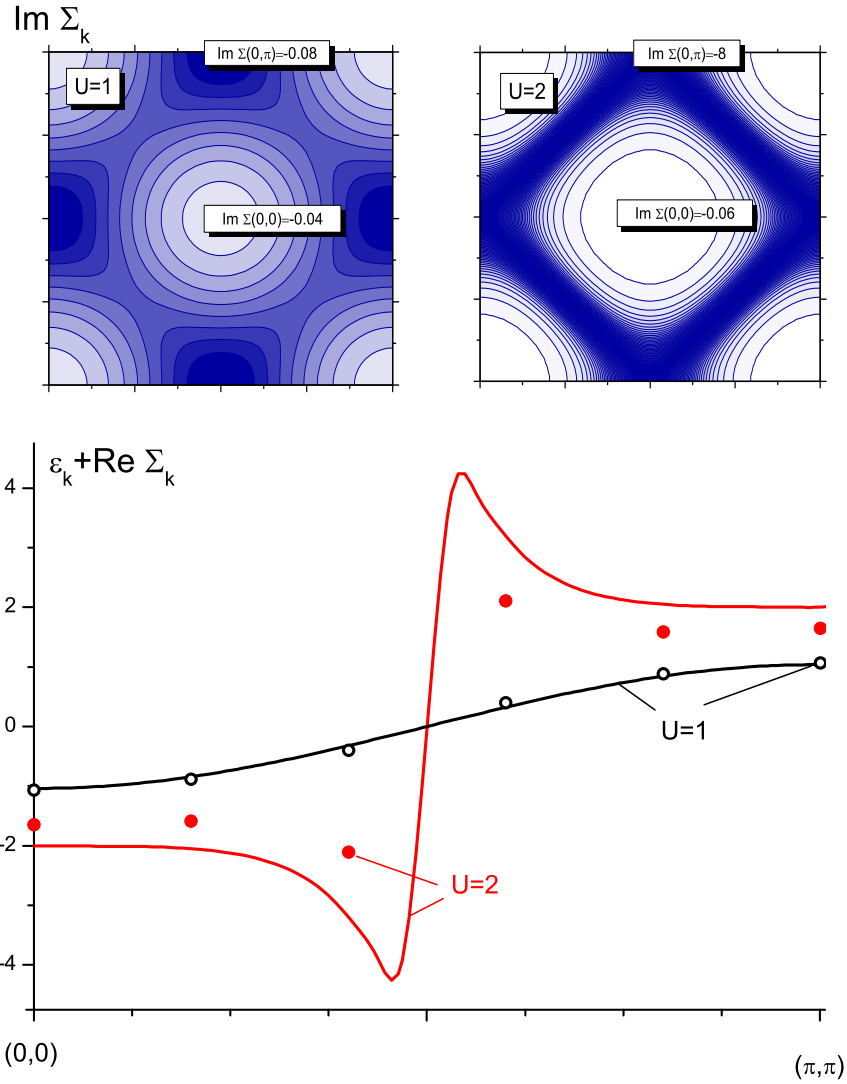 Im Σk
Im Σ(0,π)=-0.08
U=1
Im Σ(0,0)=-0.04
Im Σ(0,π)=-8
U=2
Im Σ(0,0)=-0.06
εk+Re Σk
4
2
0
-2
-4
U=1
U=2
(0,0)
(π,π)